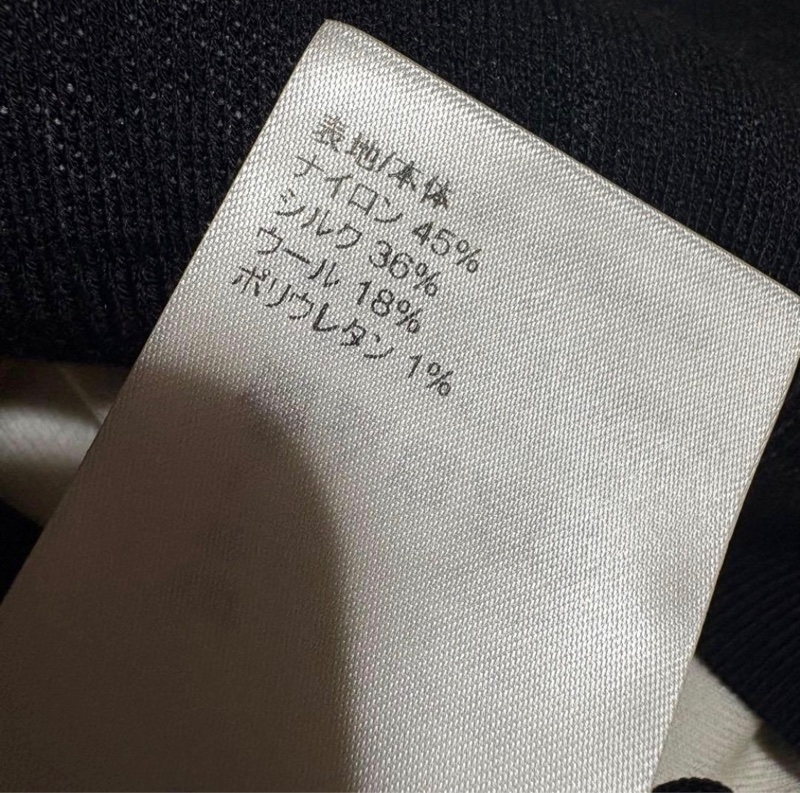 表地/本体
ナイロン 45%
シルク 36%
ウール 18%
ポリウレタン 1%